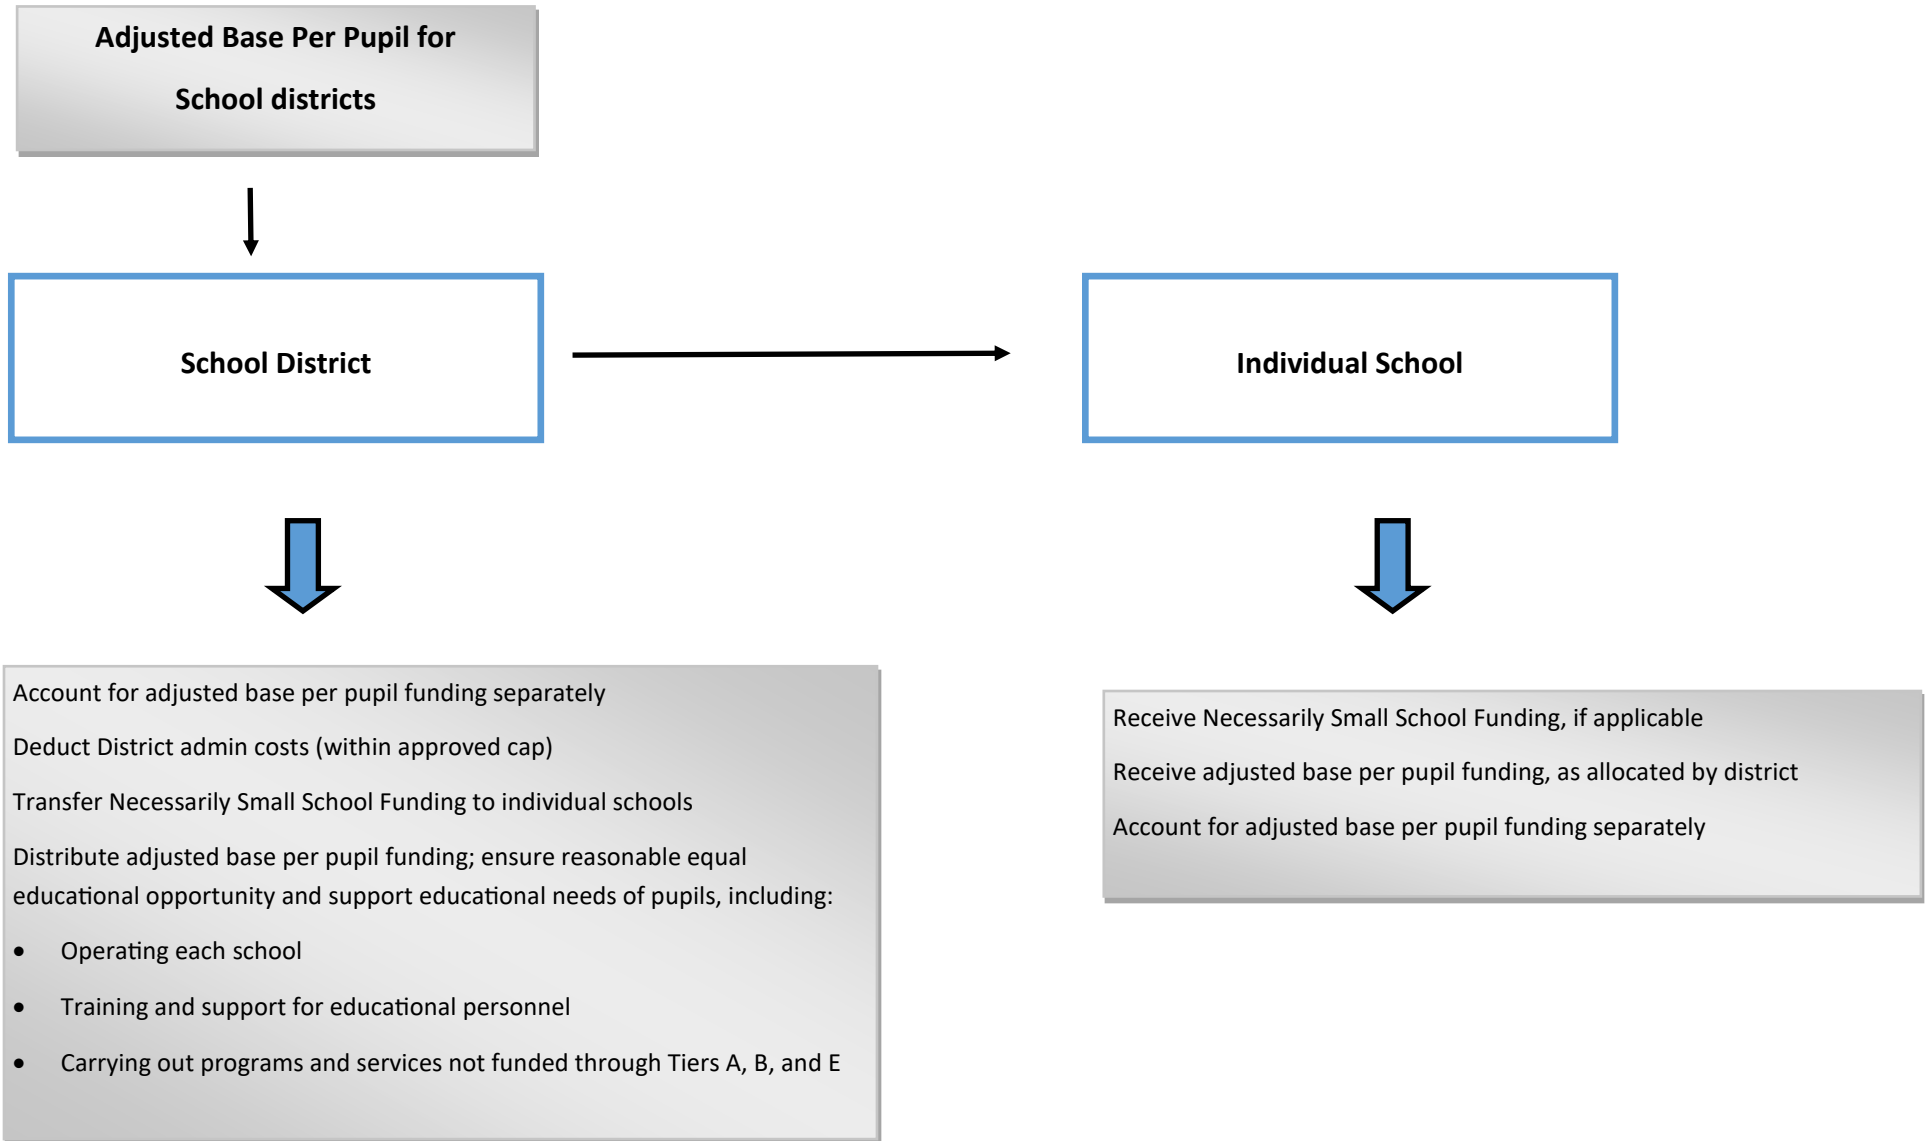 Adjusted Base Per Pupil for
School districts
School District
Individual School
Account for adjusted base per pupil funding separately
Deduct District admin costs (within approved cap)
Transfer Necessarily Small School Funding to individual schools
Distribute adjusted base per pupil funding; ensure reasonable equal
educational opportunity and support educational needs of pupils, including:
• Operating each school
• Training and support for educational personnel
• Carrying out programs and services not funded through Tiers A, B, and E
Receive Necessarily Small School Funding, if applicable
Receive adjusted base per pupil funding, as allocated by district
Account for adjusted base per pupil funding separately